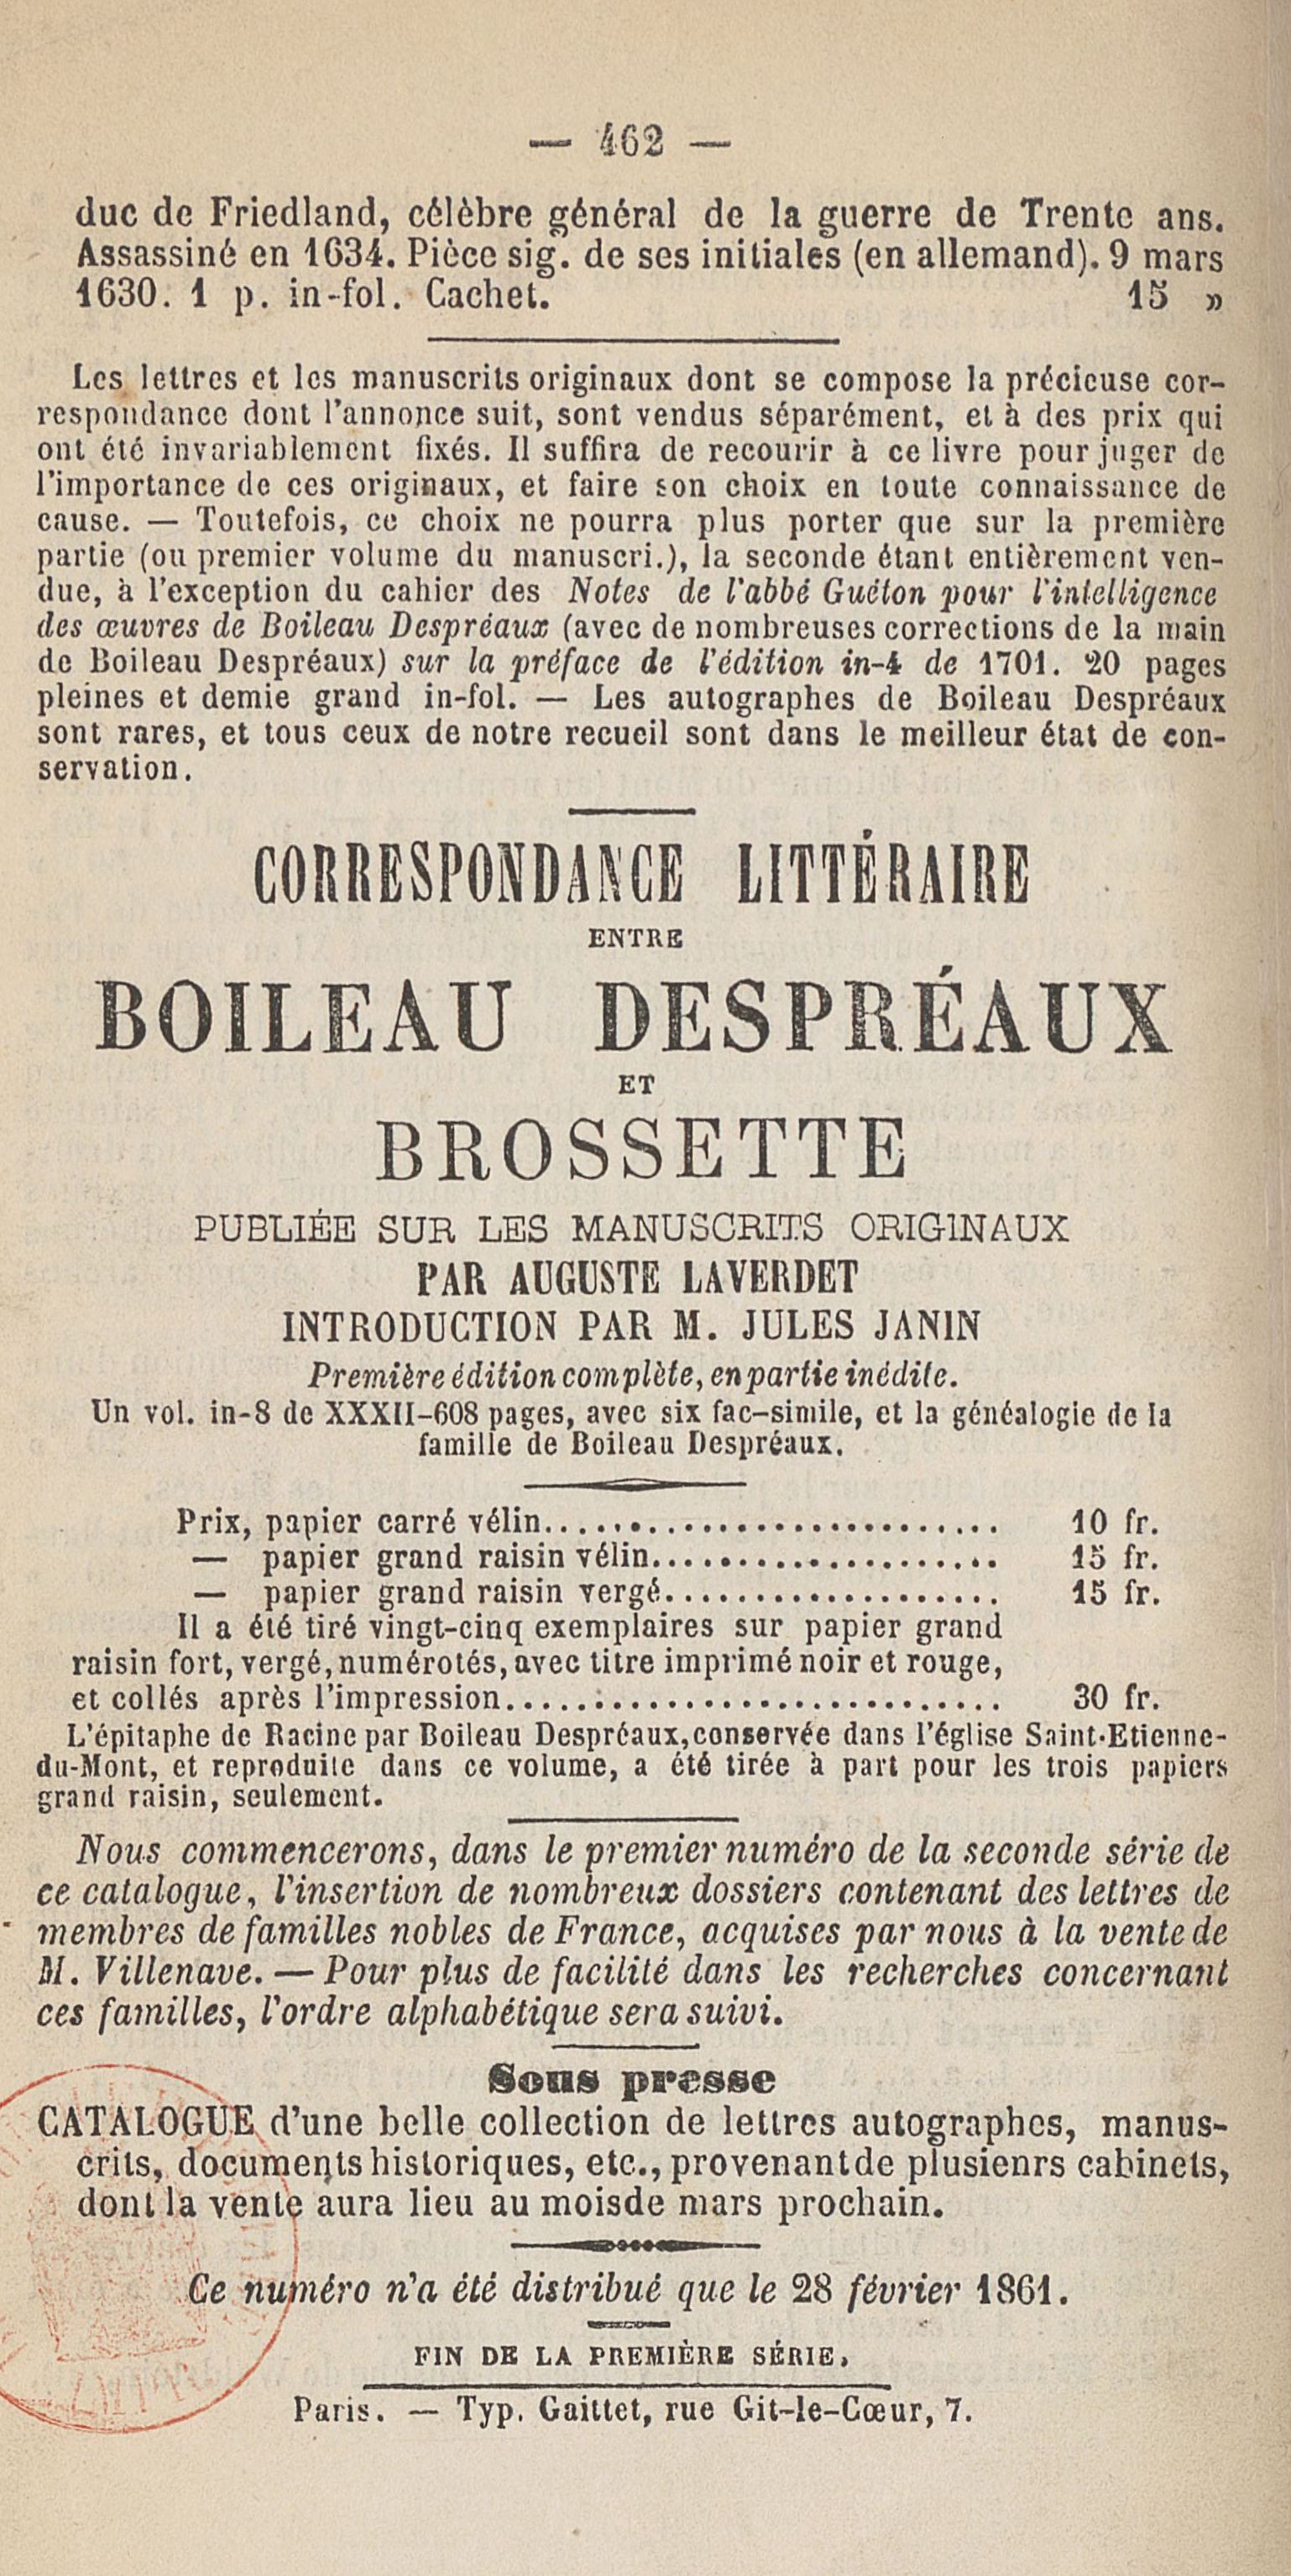 — 462 —
duc de Friedland, célèbre général de la guerre de Trente ans.
Assassiné en 1634. Pièce sig. de ses initiales (en allemand). 9 mars
1630. 1 p. in-fol. Cachet. 15 »
Les lettres et les manuscrits originaux dont se compose la précieuse cor-
respondance dont l'annonce suit, sont vendus séparément, et à des prix qui
ont été invariablement fixés. Il suffira de recourir à ce livre pour juger de
l'importance de ces originaux, et faire son choix en toute connaissance de
cause. — Toutefois, ce choix ne pourra plus porter que sur la première
partie (ou premier volume du manuscri.), la seconde étant entièrement ven-
due, à l'exception du cahier des Notes de l'abbé Guéton pour l'intelligence
des œuvres de Boileau Despréaux (avec de nombreuses corrections de la main
de Boileau Despréaux) sur la préface de l'édition in-4 de 1701. 20 pages
pleines et demie grand in-fol. — Les autographes de Boileau Despréaux
sont rares, et tous ceux de notre recueil sont dans le meilleur état de con-
servation.
CORRESPONDANCE LITTÉRAIRE
ENTRE
BOILEAU DESPRÉAUX
ET
BROSSETTE
PUBLIÉE SUR LES MANUSCRITS ORIGINAUX
PAR AUGUSTE LAVERDET
INTRODUCTION PAR M. JULES JANIN
Première édition complète, en partie inédite.
Un vol. in-8 de XXXII-608 pages, avec six fac-simile, et la généalogie de la
famille de Boileau Despréaux.
Prix, papier carré vélin.......................... 10 fr.
— papier grand raisin vélin.................... 15 fr.
— papier grand raisin vergé................... 15 fr.
Il a été tiré vingt-cinq exemplaires sur papier grand
raisin fort, vergé, numérotés, avec titre imprimé noir et rouge,
et collés après l'impression............................ 30 fr.
L'épitaphe de Racine par Boileau Despréaux, conservée dans l'église Saint-Etienne-
du-Mont, et reproduite dans ce volume, a été tirée à part pour les trois papiers
grand raisin, seulement.
Nous commencerons, dans le premier numéro de la seconde série de
ce catalogue, l'insertion de nombreux dossiers contenant des lettres de
membres de familles nobles de France, acquises par nous à la vente de
M. Villenave. — Pour plus de facilité dans les recherches concernant
ces familles, l'ordre alphabétique sera suivi.
Sous presse
CATALOGUE d'une belle collection de lettres autographes, manus-
crits, documents historiques, etc., provenant de plusienrs cabinets,
dont la vente aura lieu au mois de mars prochain.
Ce numéro n'a été distribué que le 28 février 1861.
FIN DE LA PREMIÈRE SÉRIE.
Paris. — Typ. Gaittet, rue Git-le-Cœur, 7.